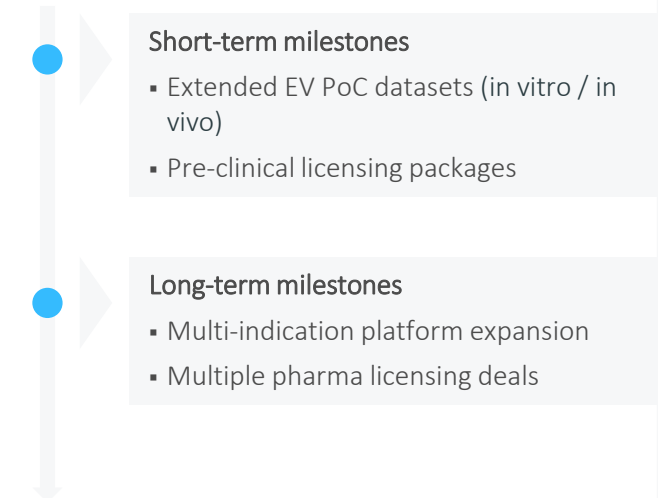 Short-term milestones
▪ Extended EV PoC datasets (in vitro / in
vivo)
▪ Pre-clinical licensing packages
Long-term milestones
▪ Multi-indication platform expansion
▪ Multiple pharma licensing deals